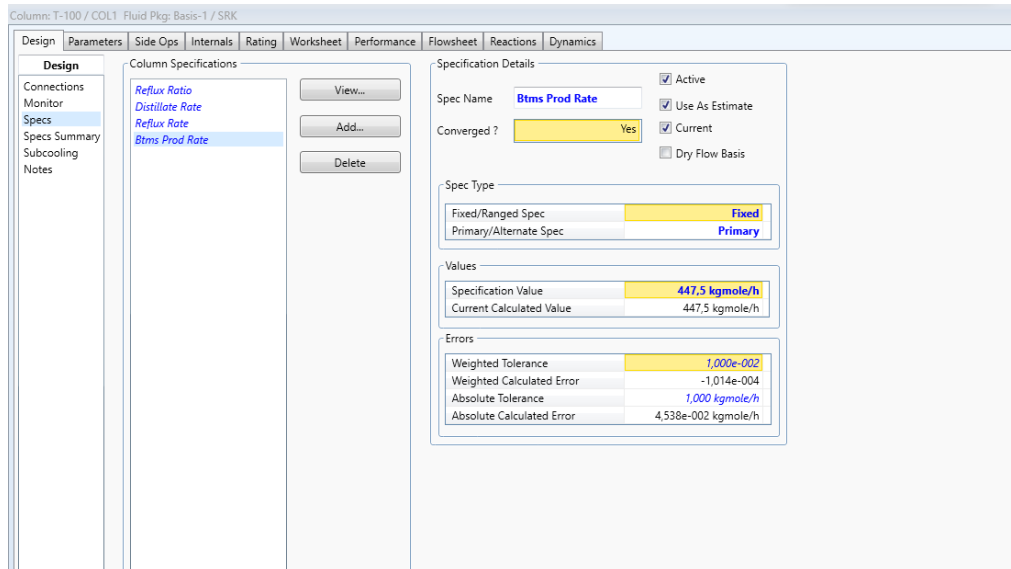 Column: T-100 / COL1 Fluid Pkg: Basis-1 / SRK
Design Parameters Side Ops Internals Rating Worksheet Performance Flowsheet Reactions Dynamics
Design
Connections
Monitor
Specs
Specs Summary
Subcooling
Notes
Column Specifications
Reflux Ratio
Distillate Rate
Reflux Rate
Btms Prod Rate
View...
Add...
Delete
Specification Details
Spec Name Btms Prod Rate
Converged ? Yes
Active
Use As Estimate
Current
Dry Flow Basis
Spec Type
Fixed/Ranged Spec Fixed
Primary/Alternate Spec Primary
Values
Specification Value 447,5 kgmole/h
Current Calculated Value 447,5 kgmole/h
Errors
Weighted Tolerance 1,000e-002
Weighted Calculated Error -1,014e-004
Absolute Tolerance 1,000 kgmole/h
Absolute Calculated Error 4,538e-002 kgmole/h